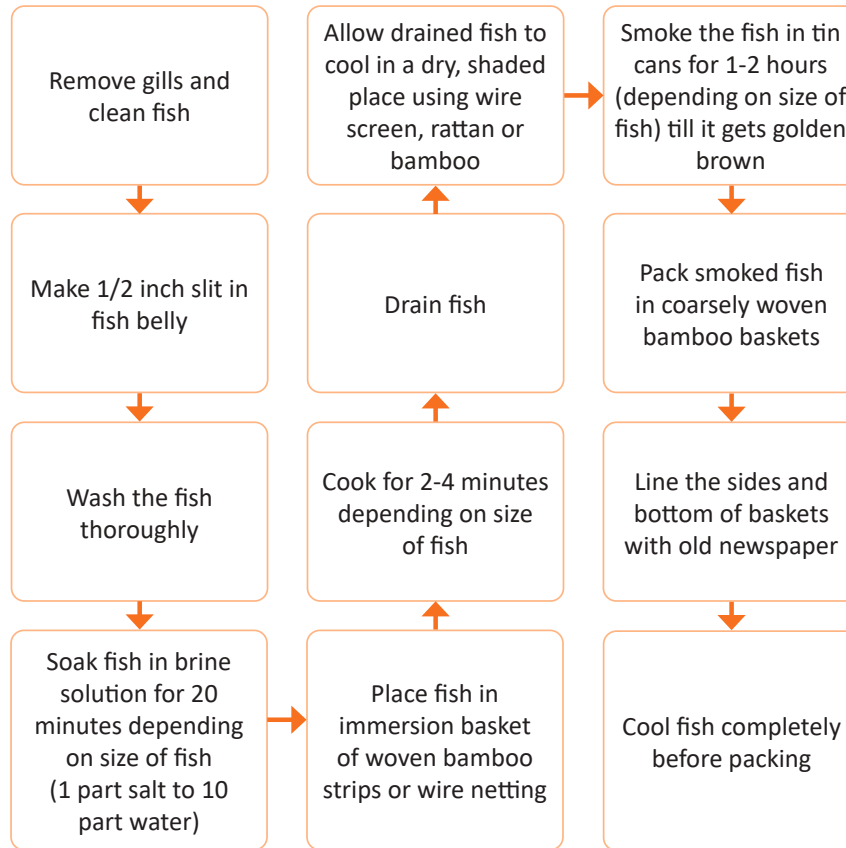 Remove gills and
clean fish
Make 1/2 inch slit in
fish belly
Wash the fish
thoroughly
Soak fish in brine
solution for 20
minutes depending
on size of fish
(1 part salt to 10
part water)
Place fish in
immersion basket
of woven bamboo
strips or wire netting
Cook for 2-4 minutes
depending on size
of fish
Drain fish
Allow drained fish to
cool in a dry, shaded
place using wire
screen, rattan or
bamboo
Smoke the fish in tin
cans for 1-2 hours
(depending on size of
fish) till it gets golden
brown
Pack smoked fish
in coarsely woven
bamboo baskets
Line the sides and
bottom of baskets
with old newspaper
Cool fish completely
before packing